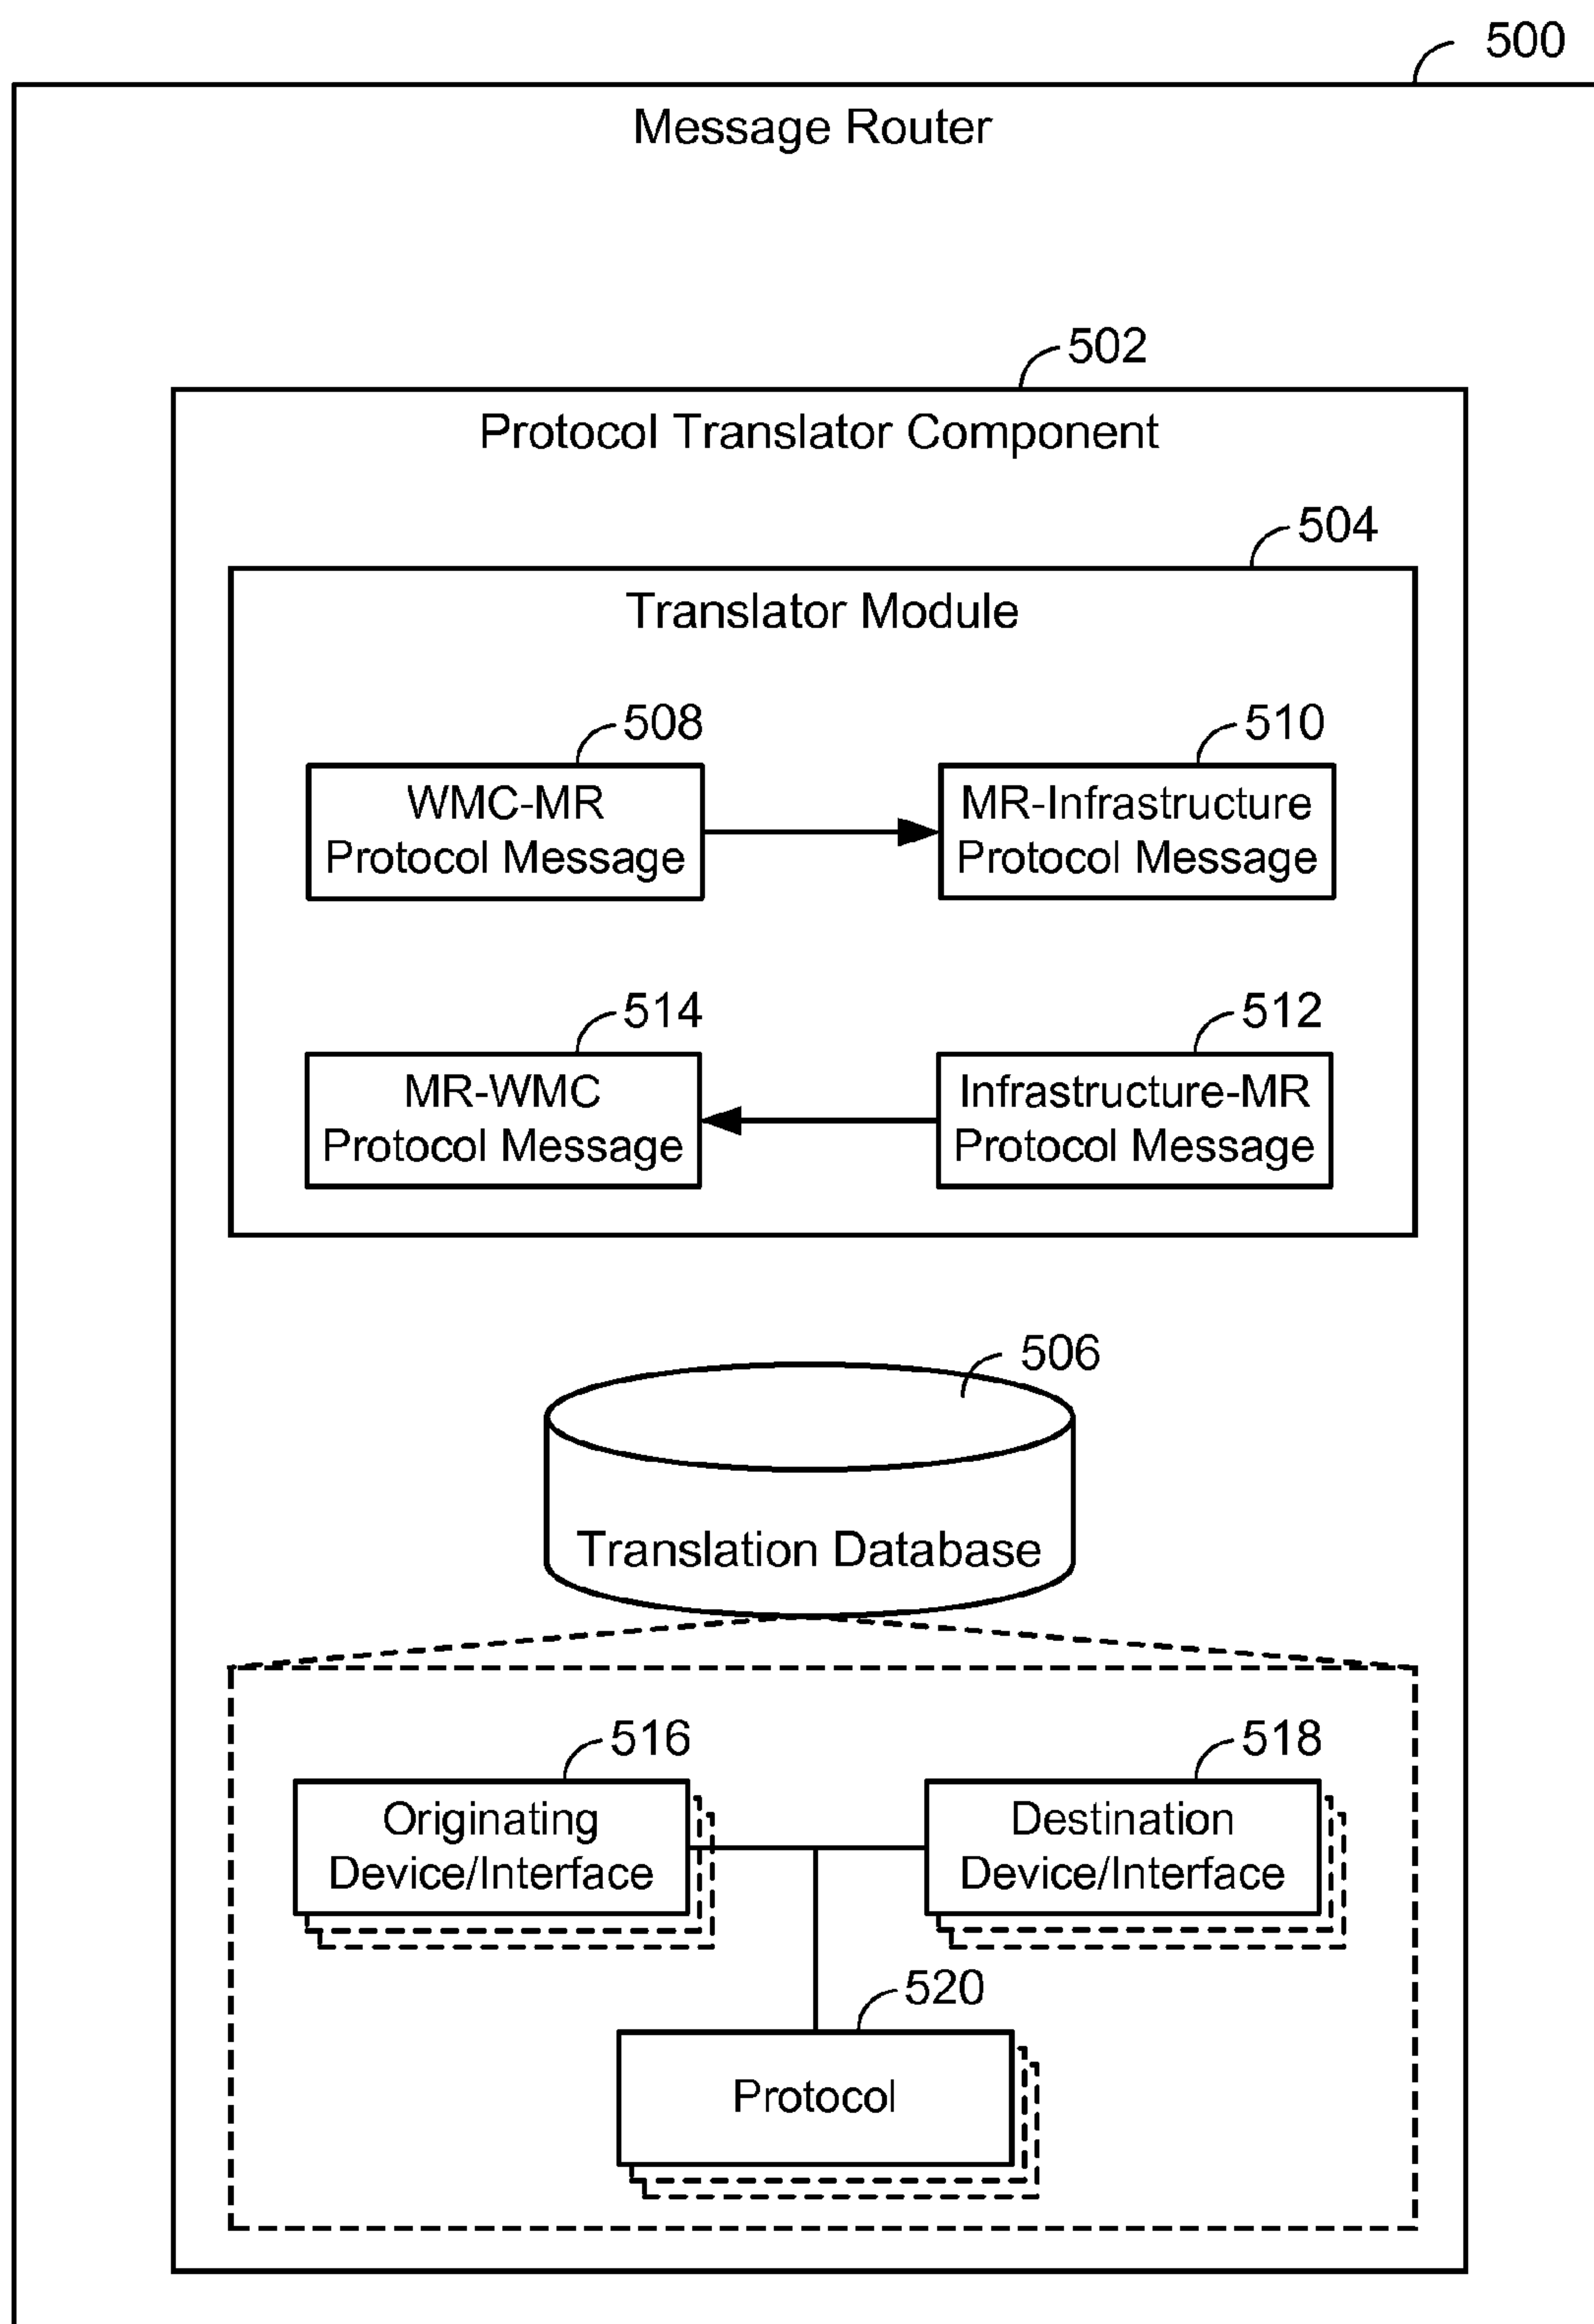 500
Message Router
502
Protocol Translator Component
504
Translator Module
508
510
WMC-MR
Protocol Message
MR-Infrastructure
Protocol Message
514
512
MR-WMC
Protocol Message
Infrastructure-MR
Protocol Message
506
Translation Database
516
518
Originating
Device/Interface
Destination
Device/Interface
520
Protocol